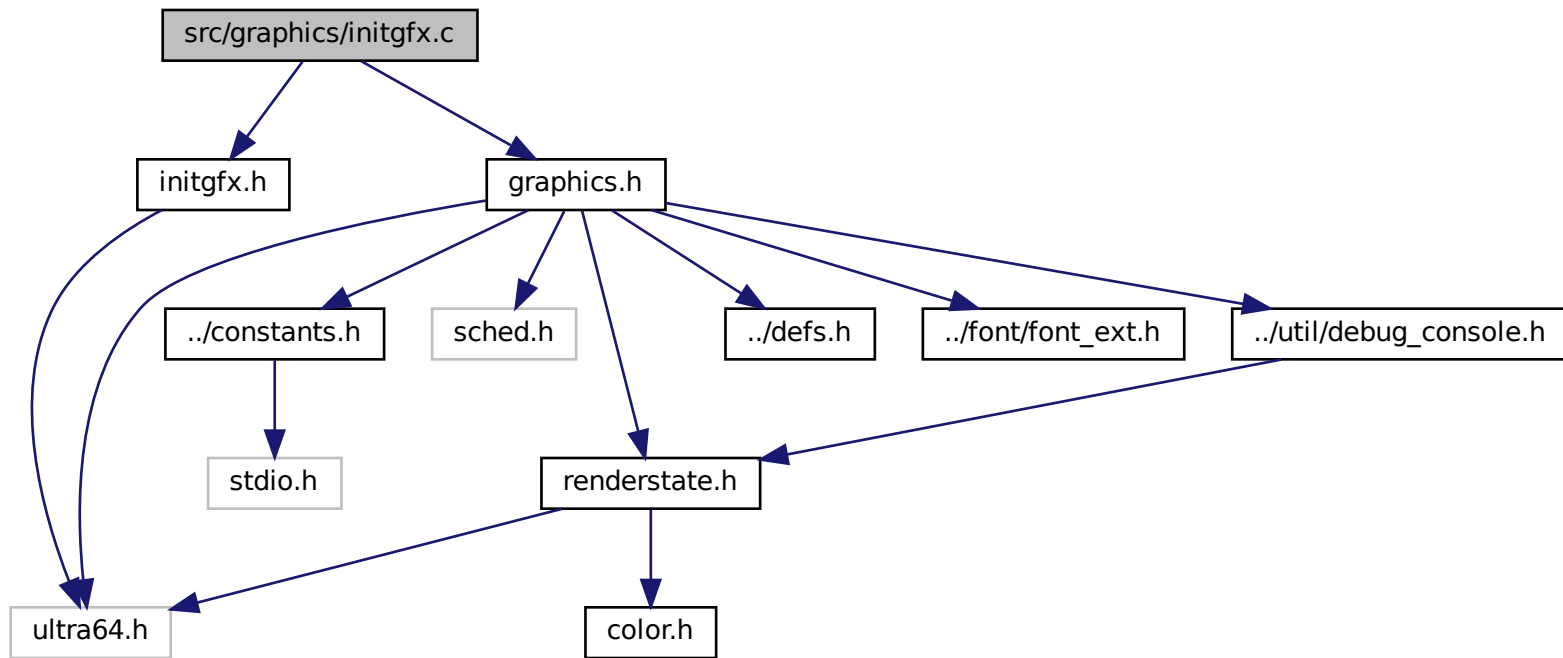 src/graphics/initgfx.c
initgfx.h
graphics.h
../constants.h
sched.h
../defs.h
../font/font_ext.h
../util/debug_console.h
stdio.h
renderstate.h
ultra64.h
color.h